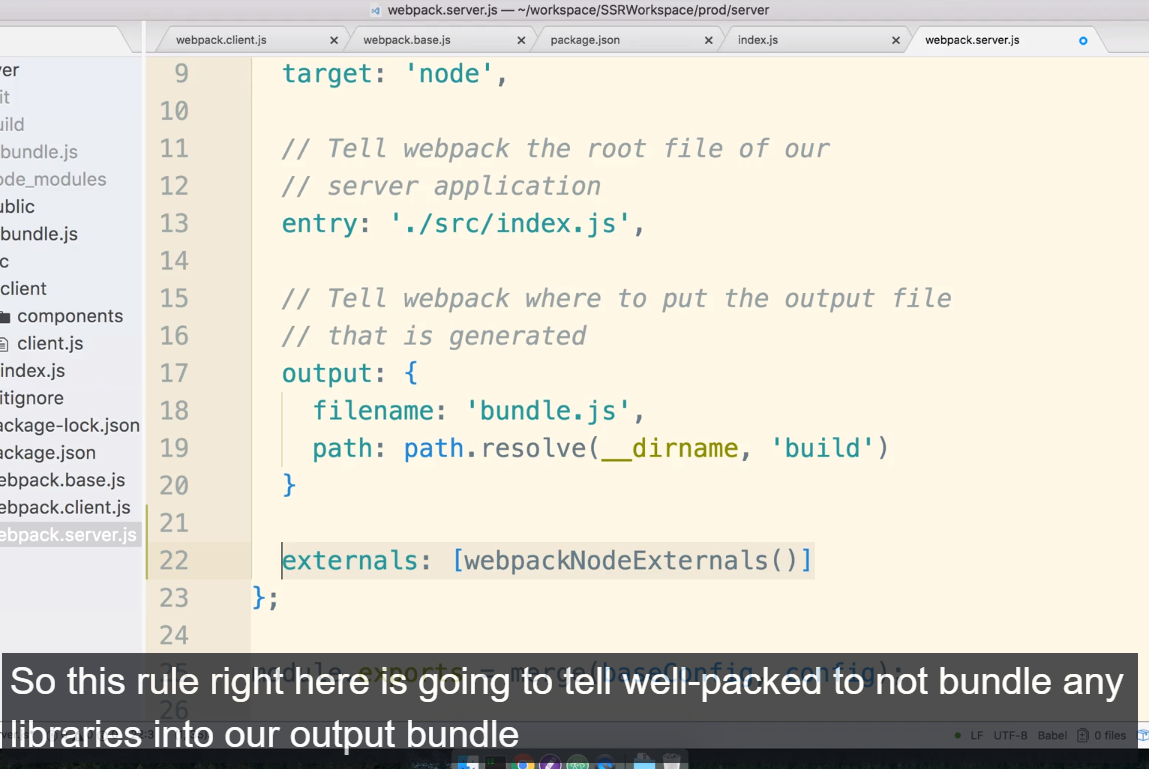 webpack.server.js — ~/workspace/SSRWorkspace/prod/server
webpack.client.js
webpack.base.js
package.json
index.js
webpack.server.js
ver
it
uild
bundle.js
ode_modules
ublic
bundle.js
c
client
components
client.js
index.js
itignore
ackage-lock.json
ackage.json
ebpack.base.js
ebpack.client.js
ebpack.server.js
9 target: 'node',
10
11 // Tell webpack the root file of our
12 // server application
13 entry: './src/index.js',
14
15 // Tell webpack where to put the output file
16 // that is generated
17 output: {
18 filename: 'bundle.js',
19 path: path.resolve(__dirname, 'build')
20 }
21
22 externals: [webpackNodeExternals()]
23 };
24
25 module.exports = merge(baseConfig, config);
26
So this rule right here is going to tell well-packed to not bundle any
libraries into our output bundle
LF UTF-8 Babel 0 files